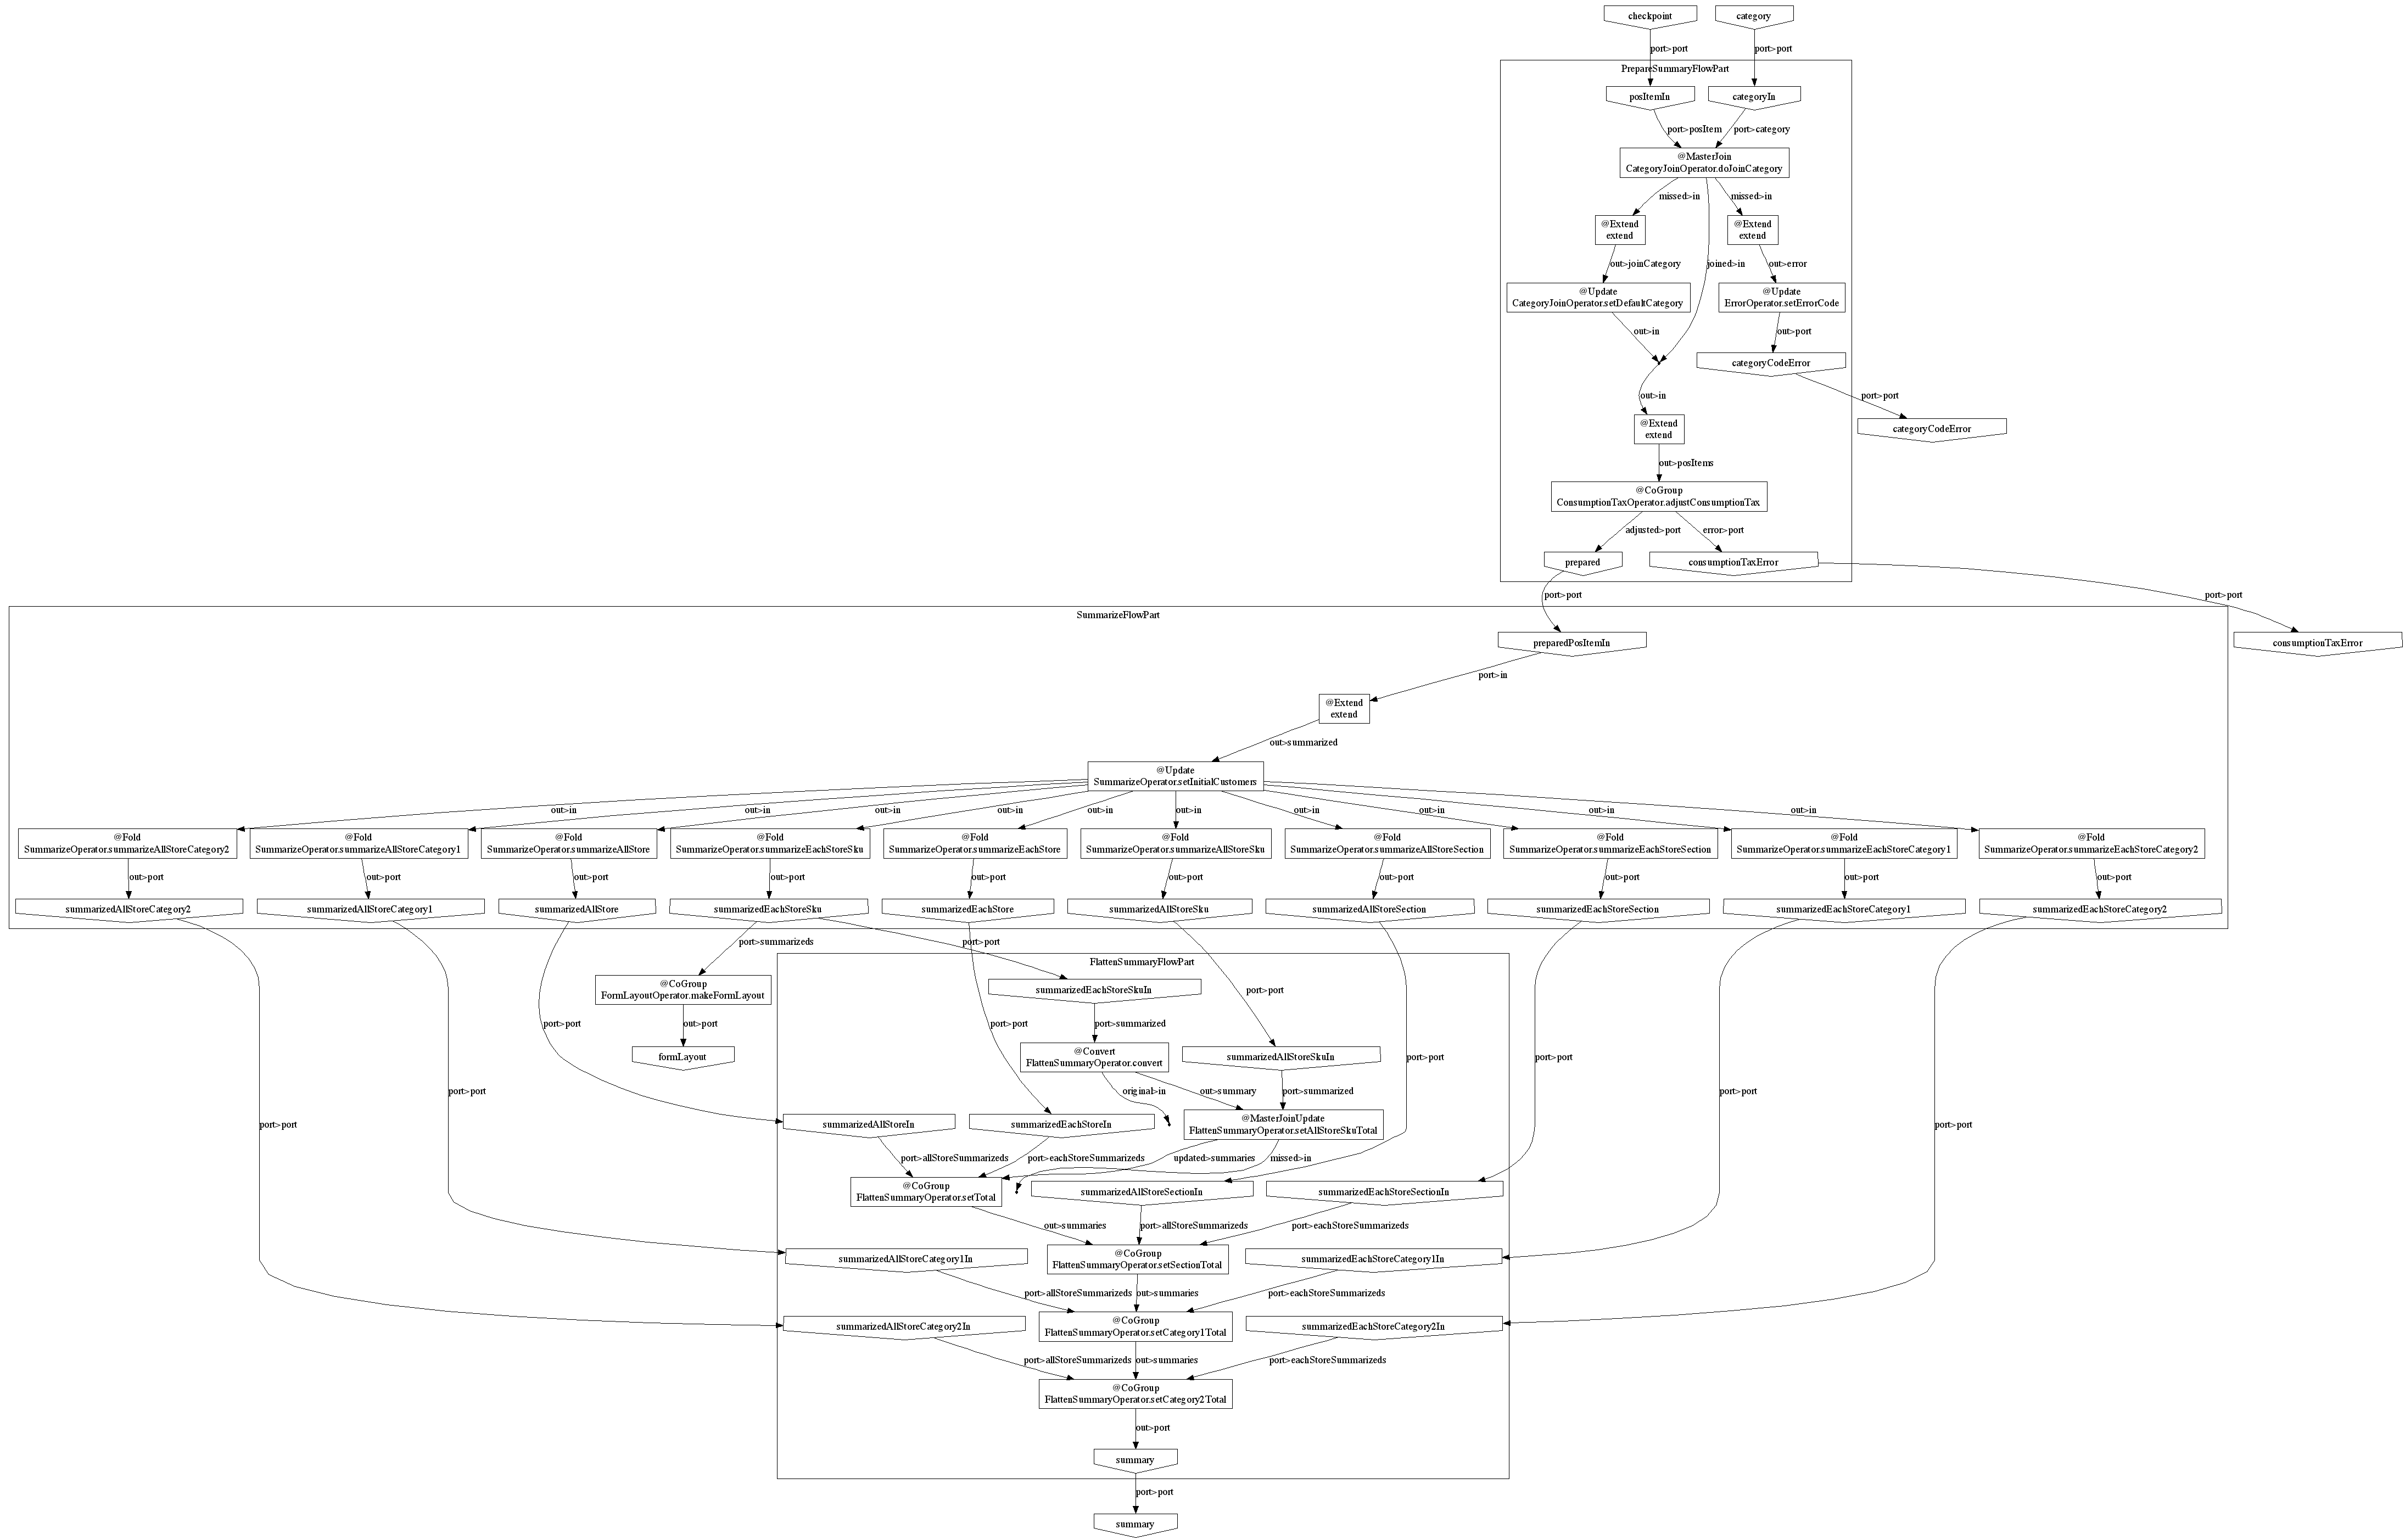 checkpoint
category
port>port
port>port
PrepareSummaryFlowPart
posItemIn
categoryIn
port>posItem
port>category
@MasterJoin
CategoryJoinOperator.doJoinCategory
missed>in
missed>in
@Extend
extend
@Extend
extend
out>joinCategory
joined>in
out>error
@Update
CategoryJoinOperator.setDefaultCategory
@Update
ErrorOperator.setErrorCode
out>in
out>port
categoryCodeError
out>in
port>port
@Extend
extend
categoryCodeError
out>posItems
@CoGroup
ConsumptionTaxOperator.adjustConsumptionTax
adjusted>port
error>port
prepared
consumptionTaxError
port>port
port>port
SummarizeFlowPart
preparedPosItemIn
consumptionTaxError
port>in
@Extend
extend
out>summarized
@Update
SummarizeOperator.setInitialCustomers
out>in
out>in
out>in
out>in
out>in
out>in
out>in
out>in
out>in
out>in
@Fold
SummarizeOperator.summarizeAllStoreCategory2
@Fold
SummarizeOperator.summarizeAllStoreCategory1
@Fold
SummarizeOperator.summarizeAllStore
@Fold
SummarizeOperator.summarizeEachStoreSku
@Fold
SummarizeOperator.summarizeEachStore
@Fold
SummarizeOperator.summarizeAllStoreSku
@Fold
SummarizeOperator.summarizeAllStoreSection
@Fold
SummarizeOperator.summarizeEachStoreSection
@Fold
SummarizeOperator.summarizeEachStoreCategory1
@Fold
SummarizeOperator.summarizeEachStoreCategory2
out>port
out>port
out>port
out>port
out>port
out>port
out>port
out>port
out>port
out>port
summarizedAllStoreCategory2
summarizedAllStoreCategory1
summarizedAllStore
summarizedEachStoreSku
summarizedEachStore
summarizedAllStoreSku
summarizedAllStoreSection
summarizedEachStoreSection
summarizedEachStoreCategory1
summarizedEachStoreCategory2
port>summarizeds
port>port
FlattenSummaryFlowPart
@CoGroup
FormLayoutOperator.makeFormLayout
summarizedEachStoreSkuIn
port>port
port>port
out>port
port>port
port>summarized
formLayout
@Convert
FlattenSummaryOperator.convert
summarizedAllStoreSkuIn
port>port
port>port
port>port
port>port
original>in
out>summary
port>summarized
port>port
port>port
summarizedAllStoreIn
summarizedEachStoreIn
@MasterJoinUpdate
FlattenSummaryOperator.setAllStoreSkuTotal
port>allStoreSummarizeds
port>eachStoreSummarizeds
updated>summaries
missed>in
@CoGroup
FlattenSummaryOperator.setTotal
summarizedAllStoreSectionIn
summarizedEachStoreSectionIn
out>summaries
port>allStoreSummarizeds
port>eachStoreSummarizeds
summarizedAllStoreCategory1In
@CoGroup
FlattenSummaryOperator.setSectionTotal
summarizedEachStoreCategory1In
port>allStoreSummarizeds
out>summaries
port>eachStoreSummarizeds
summarizedAllStoreCategory2In
@CoGroup
FlattenSummaryOperator.setCategory1Total
summarizedEachStoreCategory2In
port>allStoreSummarizeds
out>summaries
port>eachStoreSummarizeds
@CoGroup
FlattenSummaryOperator.setCategory2Total
out>port
summary
port>port
summary